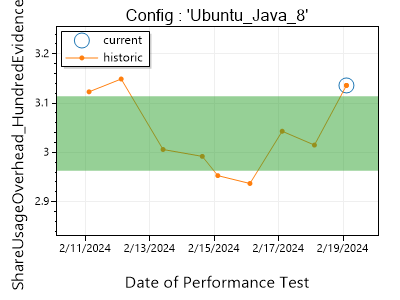 Config : 'Ubuntu_Java_8'
current
historic
ShareUsageOverhead_HundredEvidence
3.2
3.1
3
2.9
2/11/2024
2/13/2024
2/15/2024
2/17/2024
2/19/2024
Date of Performance Test